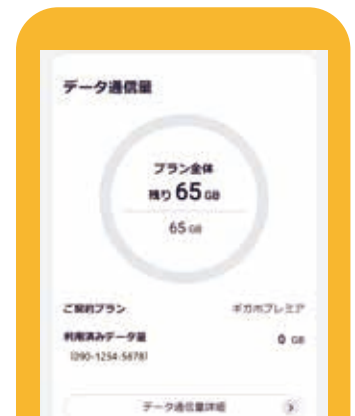 データ通信量
プラン全体
残り 65 GB
65 GB
ご契約プラン ギガホプレミア
利用済みデータ量 0 GB
(090-1234-5678)
データ通信量詳細